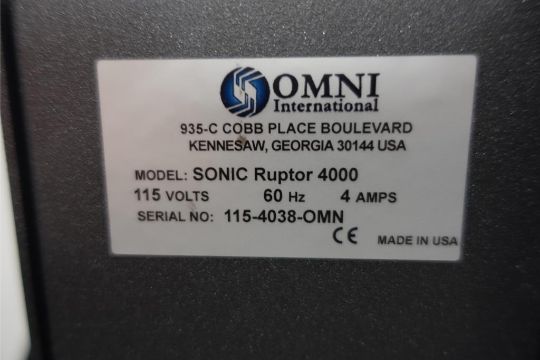 OMNI
International
935-C COBB PLACE BOULEVARD
KENNESAW, GEORGIA 30144 USA
MODEL: SONIC Ruptor 4000
115 VOLTS 60 Hz 4 AMPS
SERIAL NO: 115-4038-OMN
CE MADE IN USA